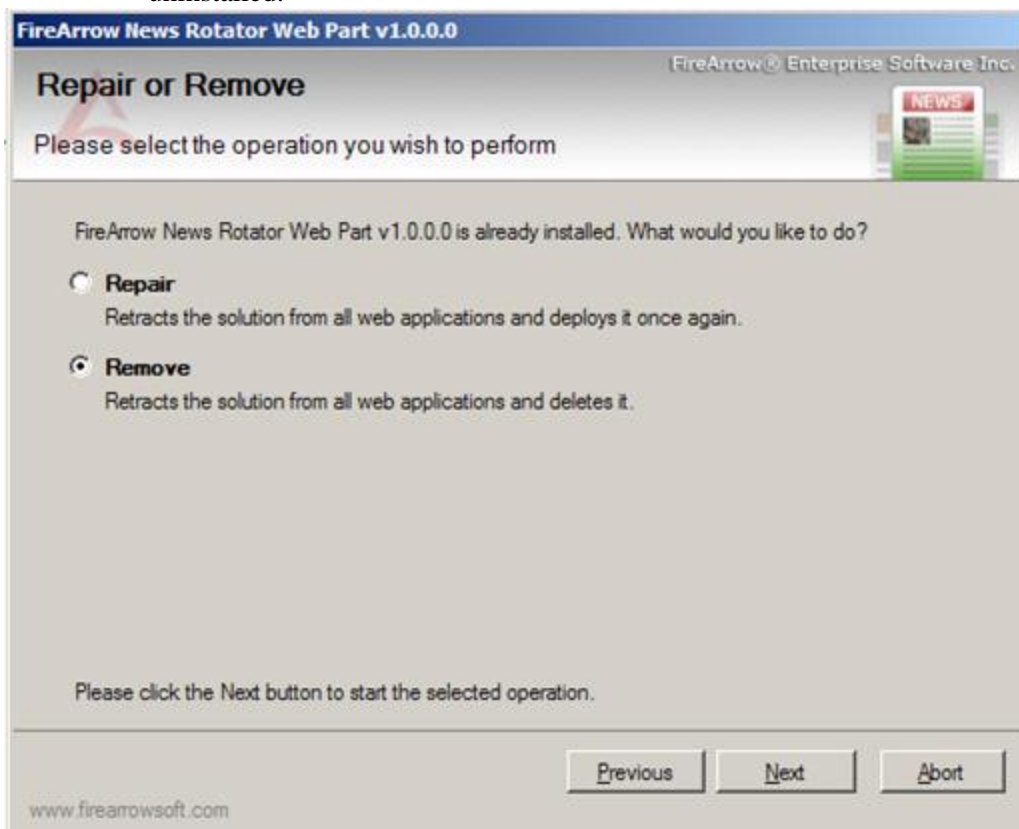 uninstalled.
FireArrow News Rotator Web Part v1.0.0.0
FireArrow® Enterprise Software Inc.
Repair or Remove
NEWS
Please select the operation you wish to perform
FireArrow News Rotator Web Part v1.0.0.0 is already installed. What would you like to do?
Repair
Retracts the solution from all web applications and deploys it once again.
Remove
Retracts the solution from all web applications and deletes it.
Please click the Next button to start the selected operation.
Previous Next Abort
www.firearrowsoft.com